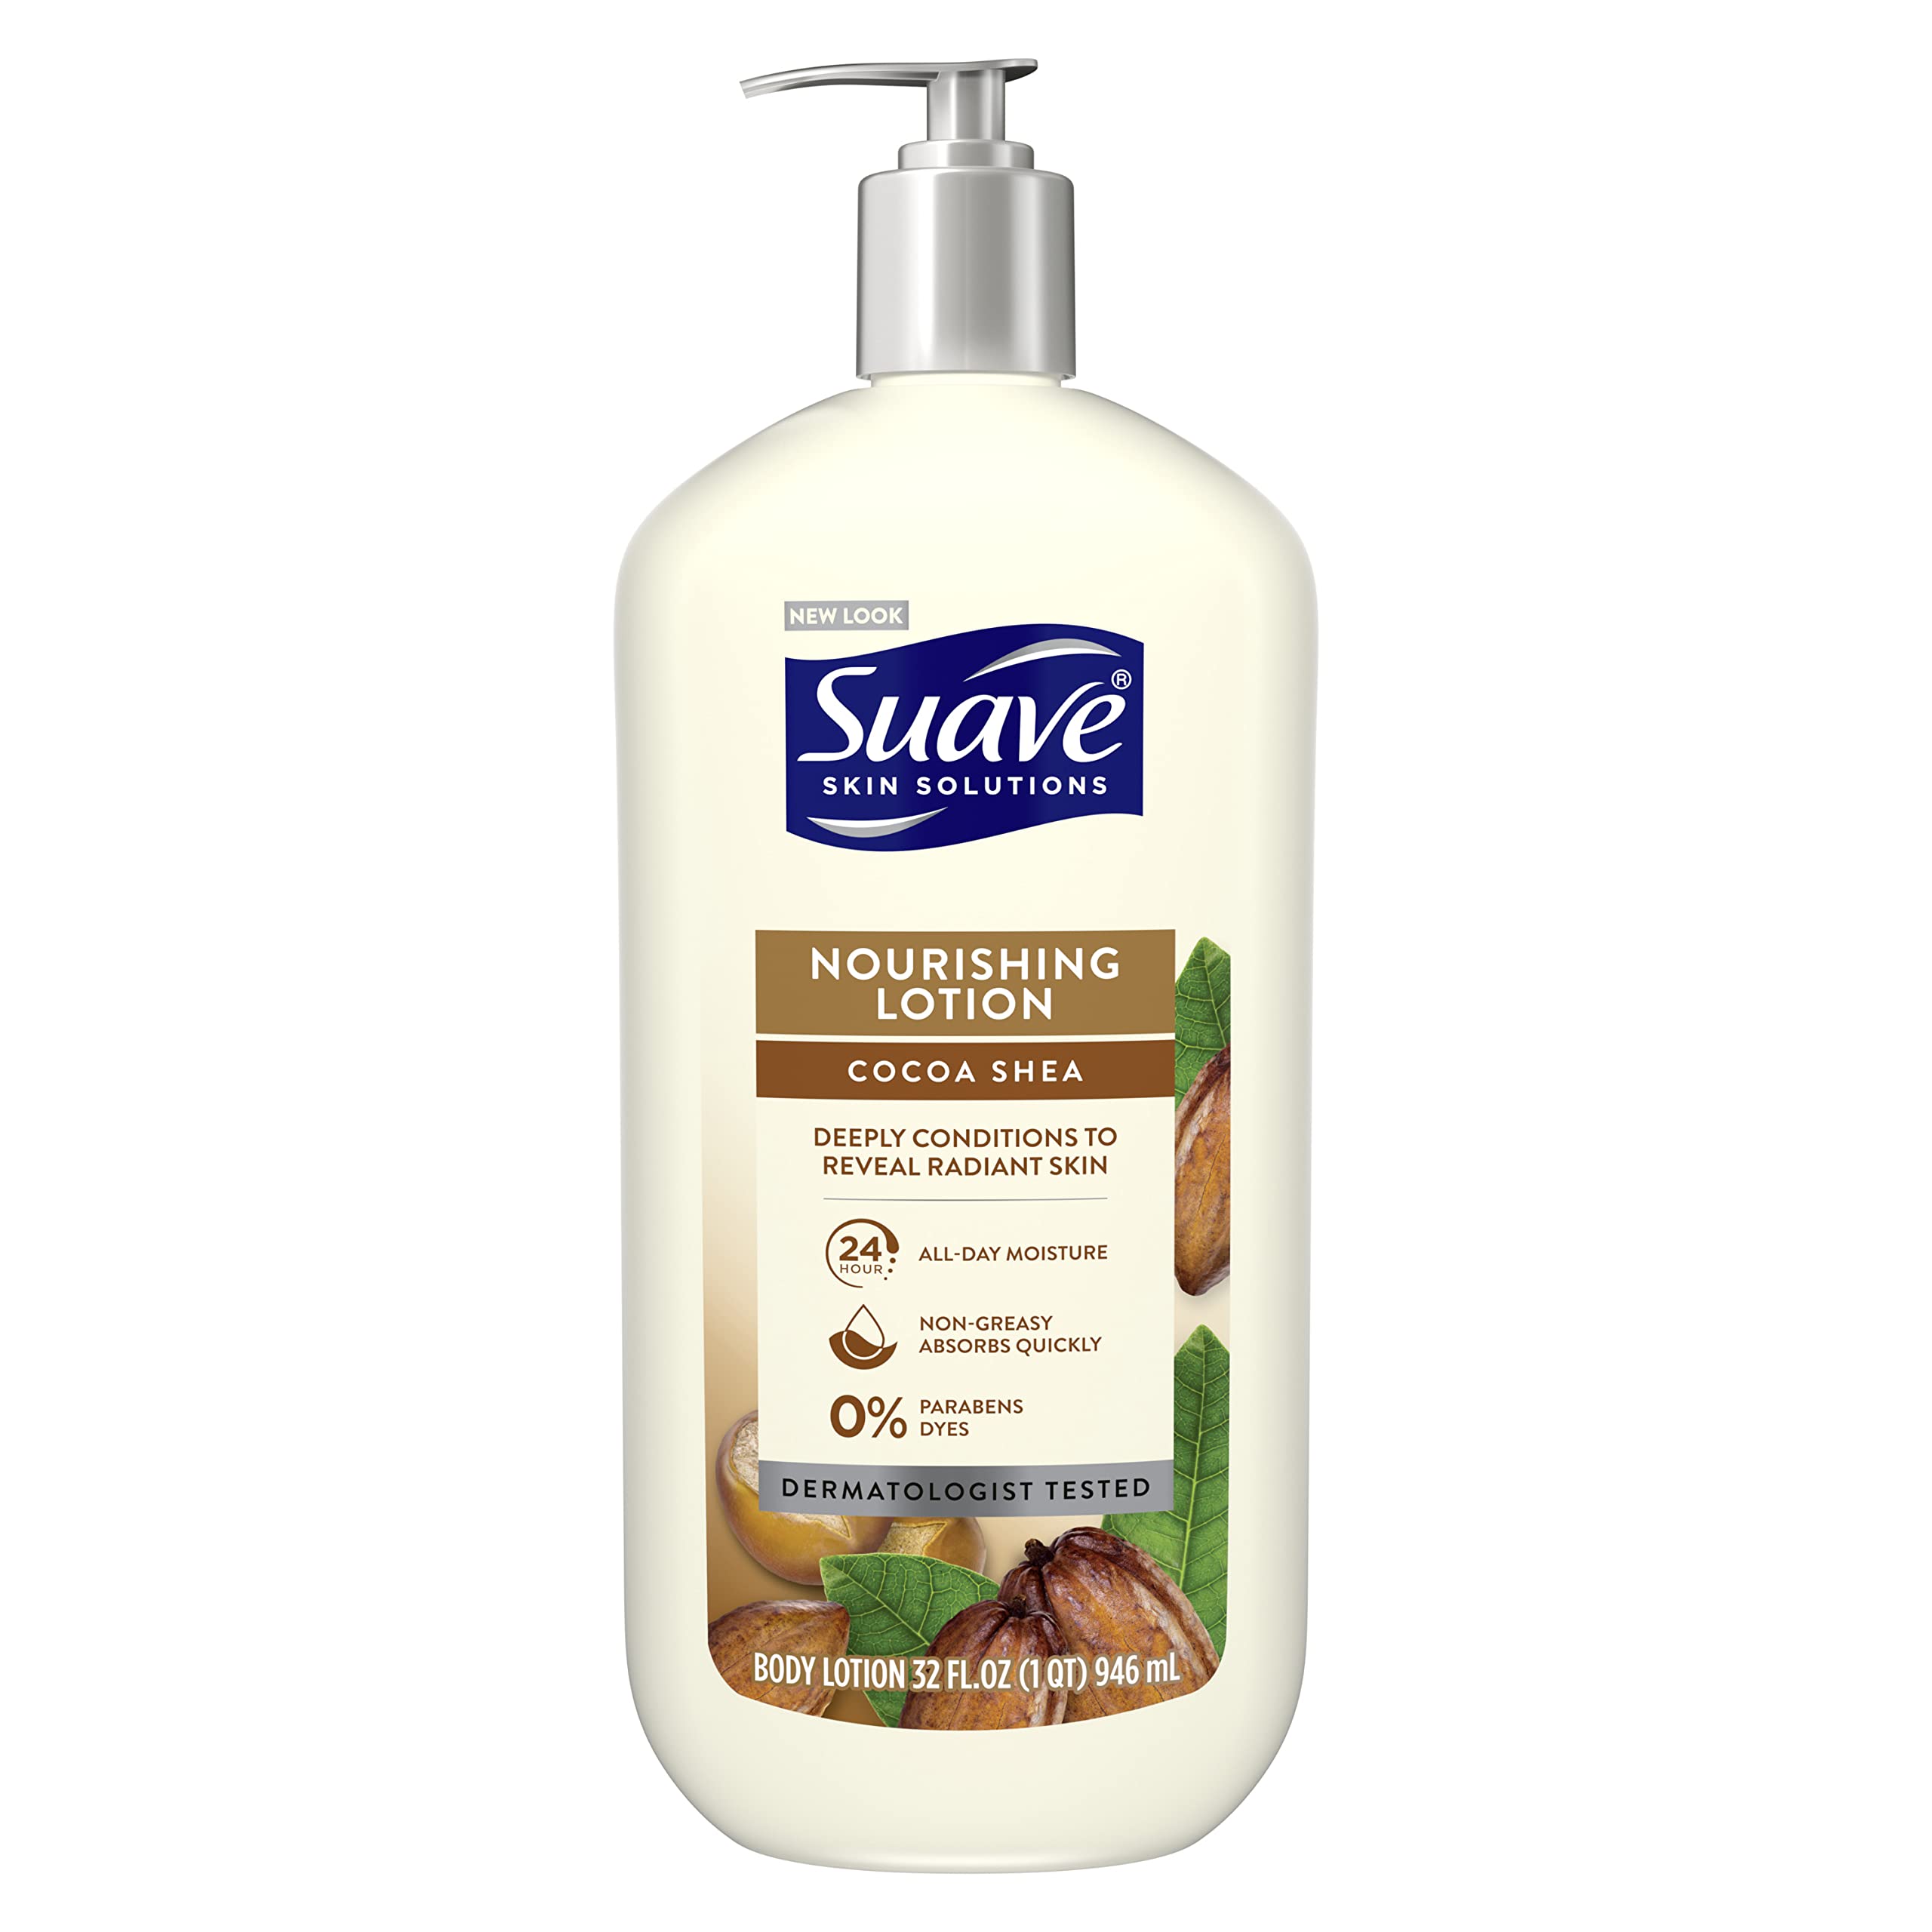 NEW LOOK
Suave®
SKIN SOLUTIONS
NOURISHING
LOTION
COCOA SHEA
DEEPLY CONDITIONS TO
REVEAL RADIANT SKIN
24
HOUR
ALL-DAY MOISTURE
NON-GREASY
ABSORBS QUICKLY
0%
PARABENS
DYES
DERMATOLOGIST TESTED
BODY LOTION 32 FL.OZ (1 QT) 946 mL